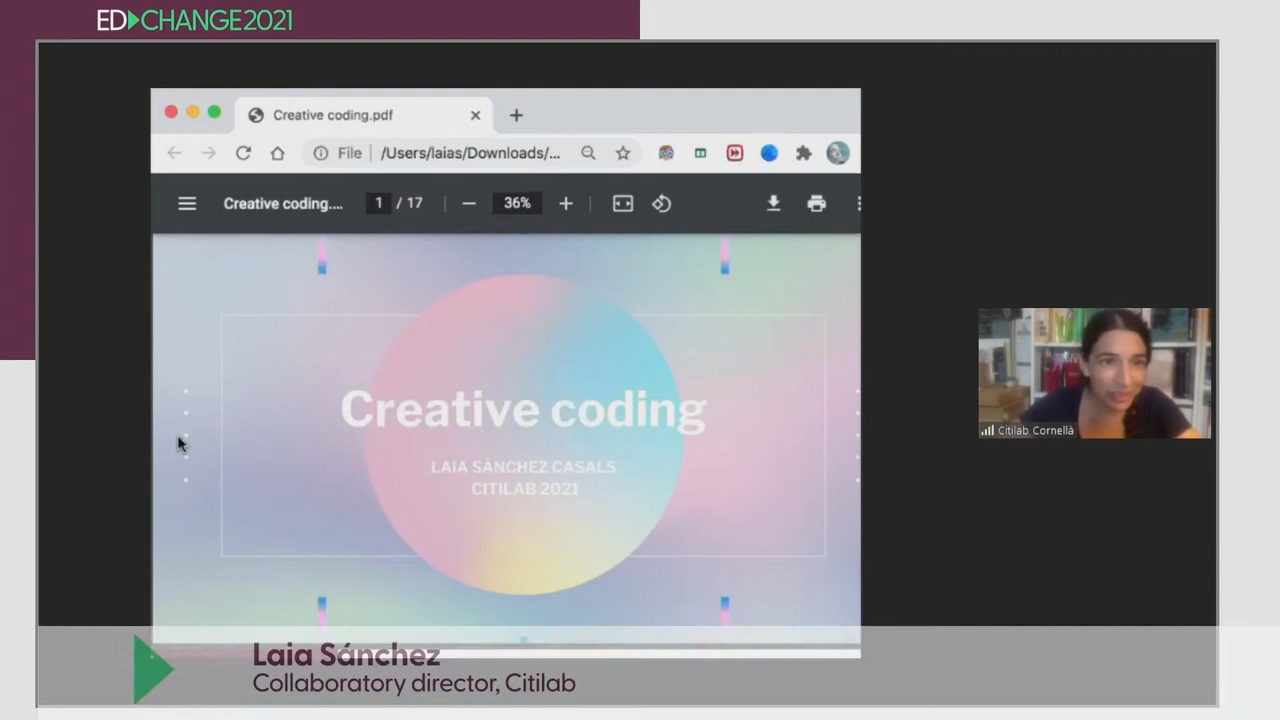 ED CHANGE2021
Creative coding.pdf
File
/Users/laias/Downloads/...
Creative coding....
1 / 17
36%
Creative coding
LAIA SÁNCHEZ CASALS
CITILAB 2021
Citilab Cornellà
Laia Sánchez
Collaboratory director, Citilab